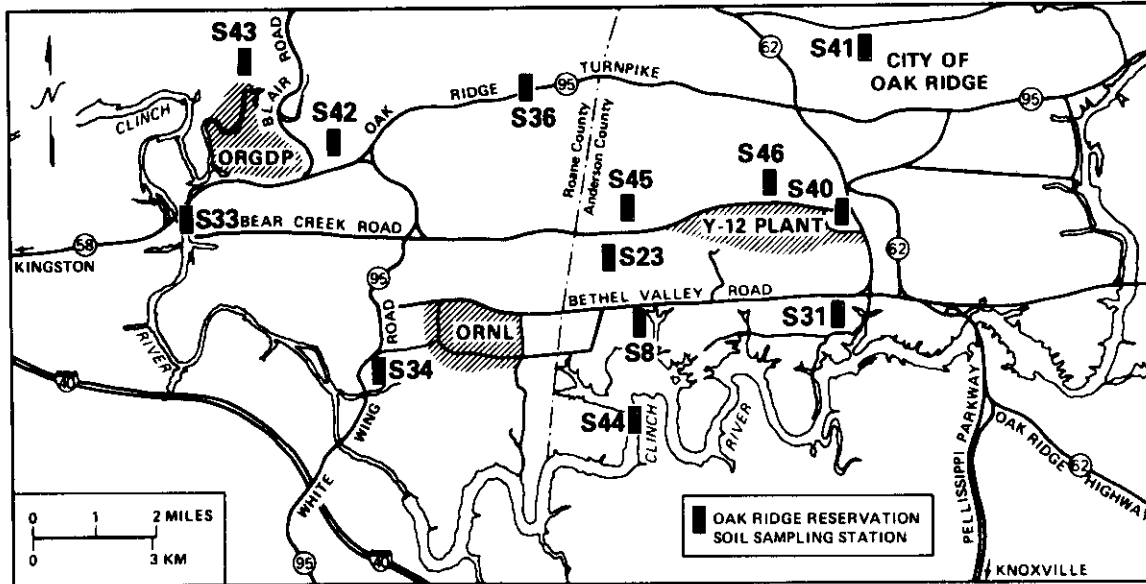 S43
BLAIR ROAD
62
S41
CITY OF
OAK RIDGE
N
CLINCH
S42
OAK RIDGE TURNPIKE
95
95
S36
Roane County
Anderson County
ORGDP
S46
S45
S40
S33
BEAR CREEK ROAD
Y-12 PLANT
58
KINGSTON
62
S23
95
BETHEL VALLEY ROAD
RIVER
ORNL
S8
S31
40
S34
S44
CLINCH
RIVER
WHITE WING ROAD
PELLISSIPPI PARKWAY
OAK RIDGE
HIGHWAY
62
0 1 2 MILES
0 3 KM
OAK RIDGE RESERVATION
SOIL SAMPLING STATION
95
40
KNOXVILLE